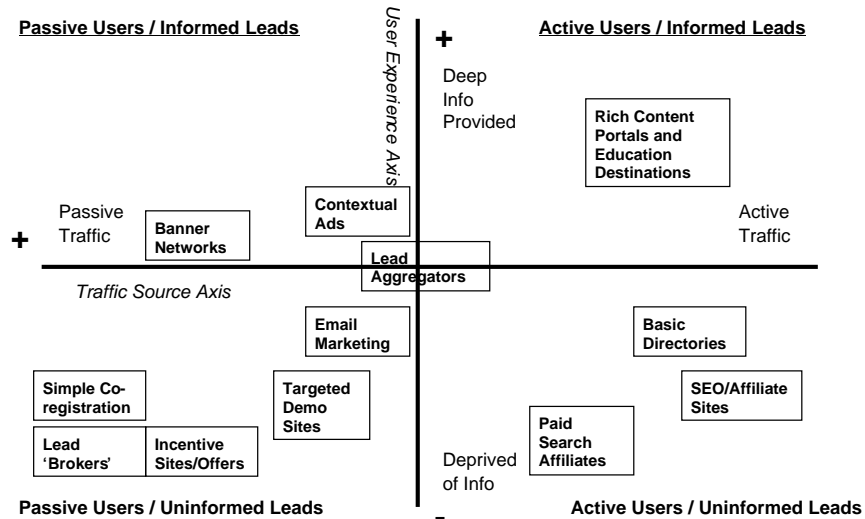 Passive Users / Informed Leads
User Experience Axis
+
Active Users / Informed Leads
Deep
Info
Provided
Rich Content
Portals and
Education
Destinations
Passive
Traffic
+
Banner
Networks
Contextual
Ads
Active
Traffic
Lead
Aggregators
Traffic Source Axis
Email
Marketing
Basic
Directories
Simple Co-
registration
Targeted
Demo
Sites
SEO/Affiliate
Sites
Lead
‘Brokers’
Incentive
Sites/Offers
Paid
Search
Affiliates
Deprived
of Info
Passive Users / Uninformed Leads
-
Active Users / Uninformed Leads